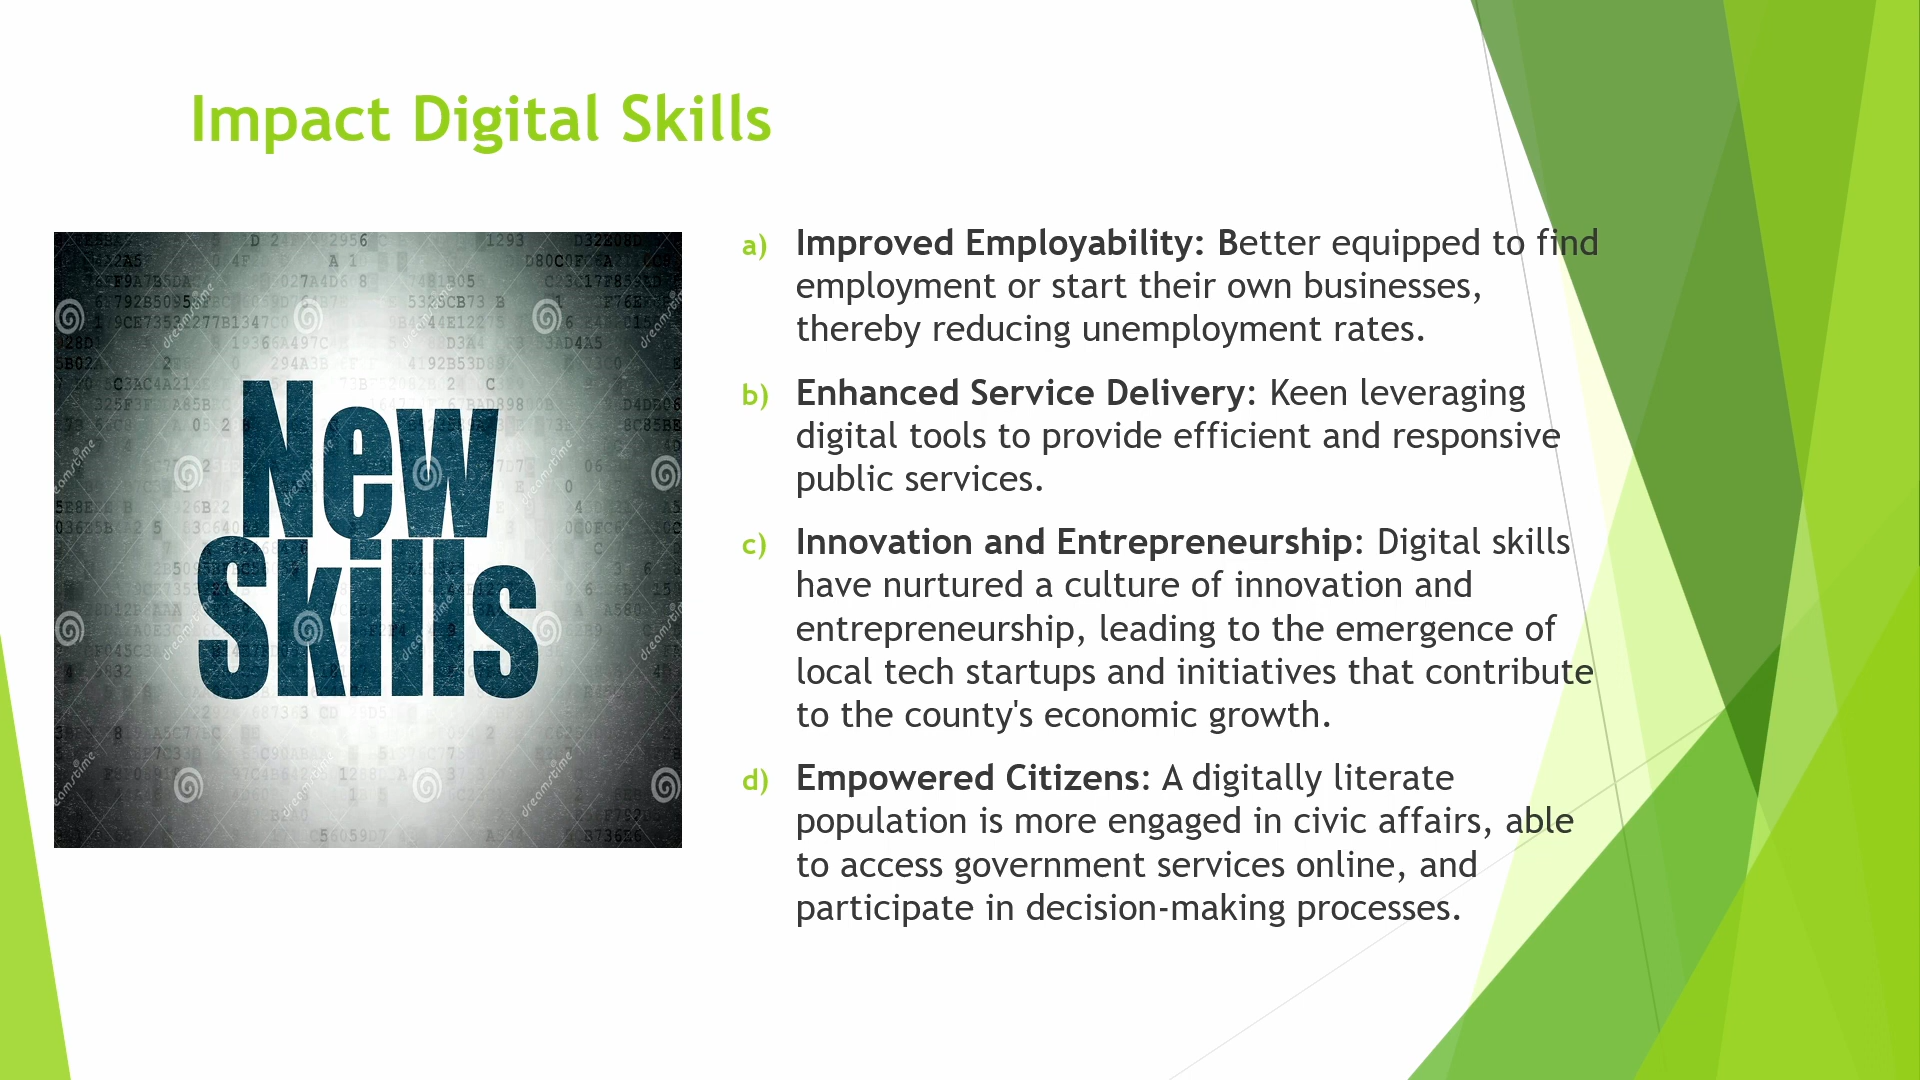 Impact Digital Skills
New
Skills
a) Improved Employability: Better equipped to find
employment or start their own businesses,
thereby reducing unemployment rates.
b) Enhanced Service Delivery: Keen leveraging
digital tools to provide efficient and responsive
public services.
c) Innovation and Entrepreneurship: Digital skills
have nurtured a culture of innovation and
entrepreneurship, leading to the emergence of
local tech startups and initiatives that contribute
to the county's economic growth.
d) Empowered Citizens: A digitally literate
population is more engaged in civic affairs, able
to access government services online, and
participate in decision-making processes.
dreamstime